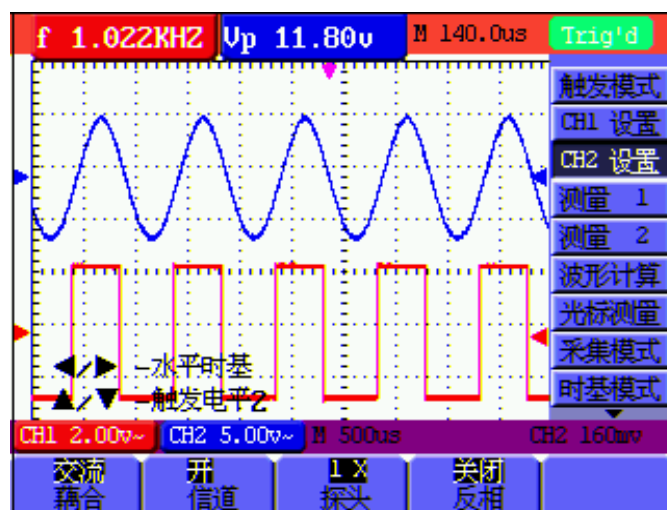 f 1.022KHZ Vp 11.80v M 140.0us Trig'd
触发模式
CH1 设置
CH2 设置
测量 1
测量 2
波形计算
光标测量
采集模式
时基模式
◀/▶ -水平时基
▲/▼ -触发电平2
CH1 2.00v~ CH2 5.00v~ M 500us CH2 160mv
交流 开 1 X 关闭
藕合 信道 探头 反相